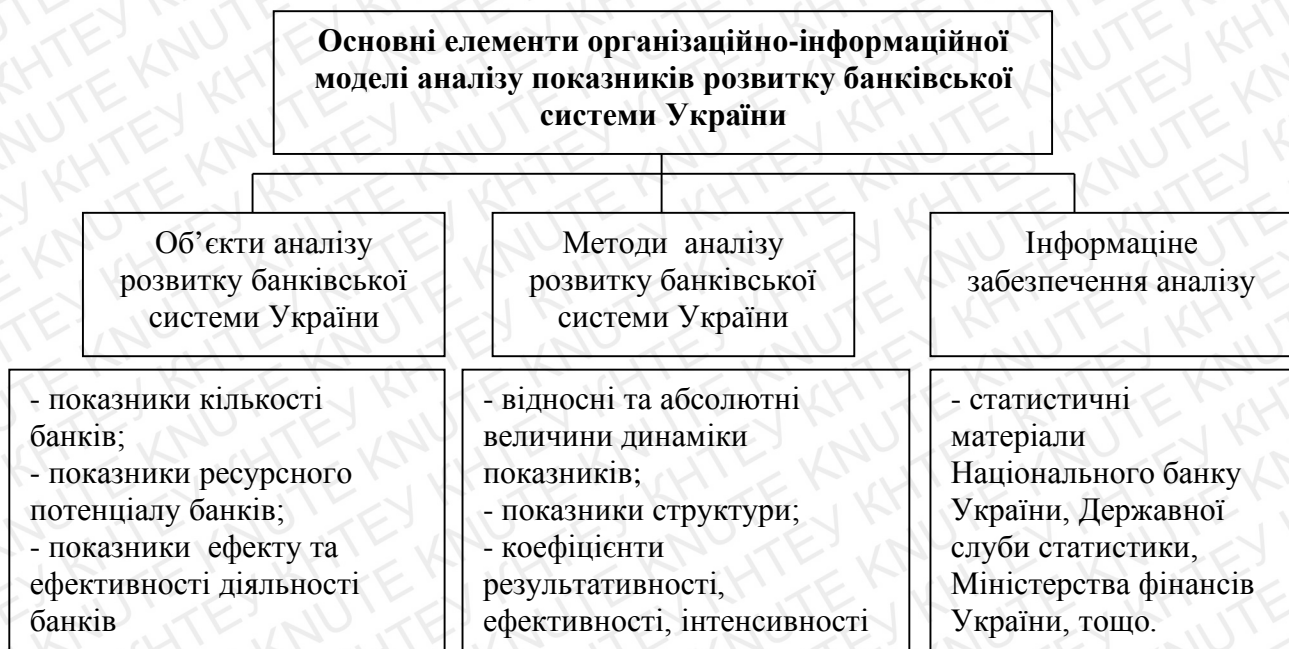 Основні елементи організаційно-інформаційної
моделі аналізу показників розвитку банківської
системи України
Об’єкти аналізу
розвитку банківської
системи України
Методи аналізу
розвитку банківської
системи України
Інформаціне
забезпечення аналізу
- показники кількості
банків;
- показники ресурсного
потенціалу банків;
- показники ефекту та
ефективності діяльності
банків
- відносні та абсолютні
величини динаміки
показників;
- показники структури;
- коефіцієнти
результативності,
ефективності, інтенсивності
- статистичні
матеріали
Національного банку
України, Державної
слуби статистики,
Міністерства фінансів
України, тощо.